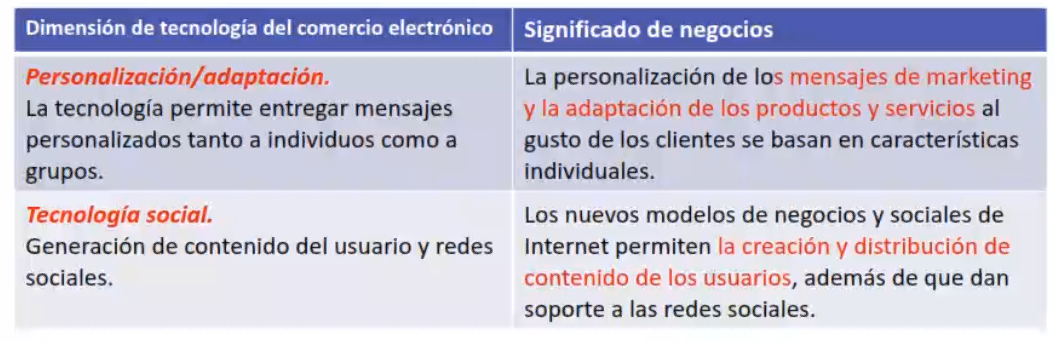 Dimensión de tecnología del comercio electrónico
Significado de negocios
Personalización/adaptación.
La tecnología permite entregar mensajes
personalizados tanto a individuos como a
grupos.
La personalización de los mensajes de marketing
y la adaptación de los productos y servicios al
gusto de los clientes se basan en características
individuales.
Tecnología social.
Generación de contenido del usuario y redes
sociales.
Los nuevos modelos de negocios y sociales de
Internet permiten la creación y distribución de
contenido de los usuarios, además de que dan
soporte a las redes sociales.